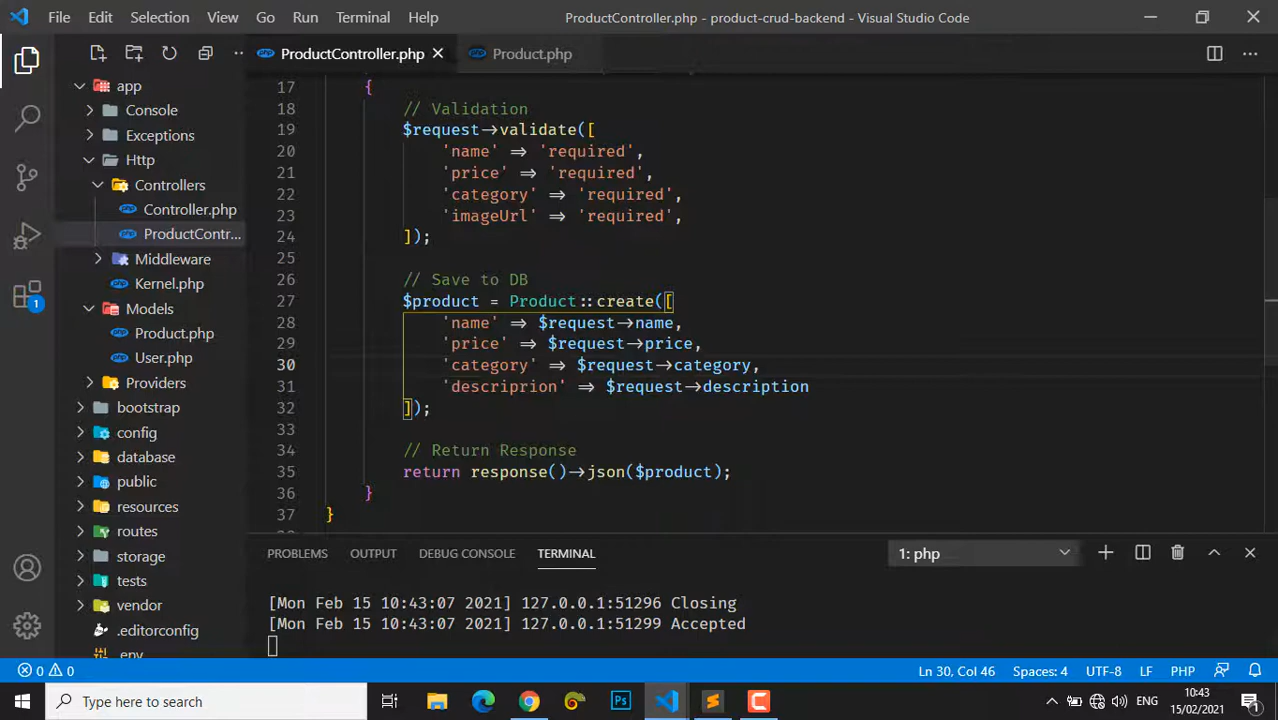 File Edit Selection View Go Run Terminal Help ProductController.php - product-crud-backend - Visual Studio Code
ProductController.php Product.php
app
Console
Exceptions
Http
Controllers
Controller.php
ProductContr...
Middleware
Kernel.php
Models
Product.php
User.php
Providers
bootstrap
config
database
public
resources
routes
storage
tests
vendor
.editorconfig
.env
1
17 {
18 // Validation
19 $request->validate([
20 'name' => 'required',
21 'price' => 'required',
22 'category' => 'required',
23 'imageUrl' => 'required',
24 ]);
25
26 // Save to DB
27 $product = Product::create([
28 'name' => $request->name,
29 'price' => $request->price,
30 'category' => $request->category,
31 'descriprion' => $request->description
32 ]);
33
34 // Return Response
35 return response()->json($product);
36 }
37 }
PROBLEMS OUTPUT DEBUG CONSOLE TERMINAL 1: php
[Mon Feb 15 10:43:07 2021] 127.0.0.1:51296 Closing
[Mon Feb 15 10:43:07 2021] 127.0.0.1:51299 Accepted
0 0 Ln 30, Col 46 Spaces: 4 UTF-8 LF PHP
Type here to search
Ps
ENG
10:43
15/02/2021
1